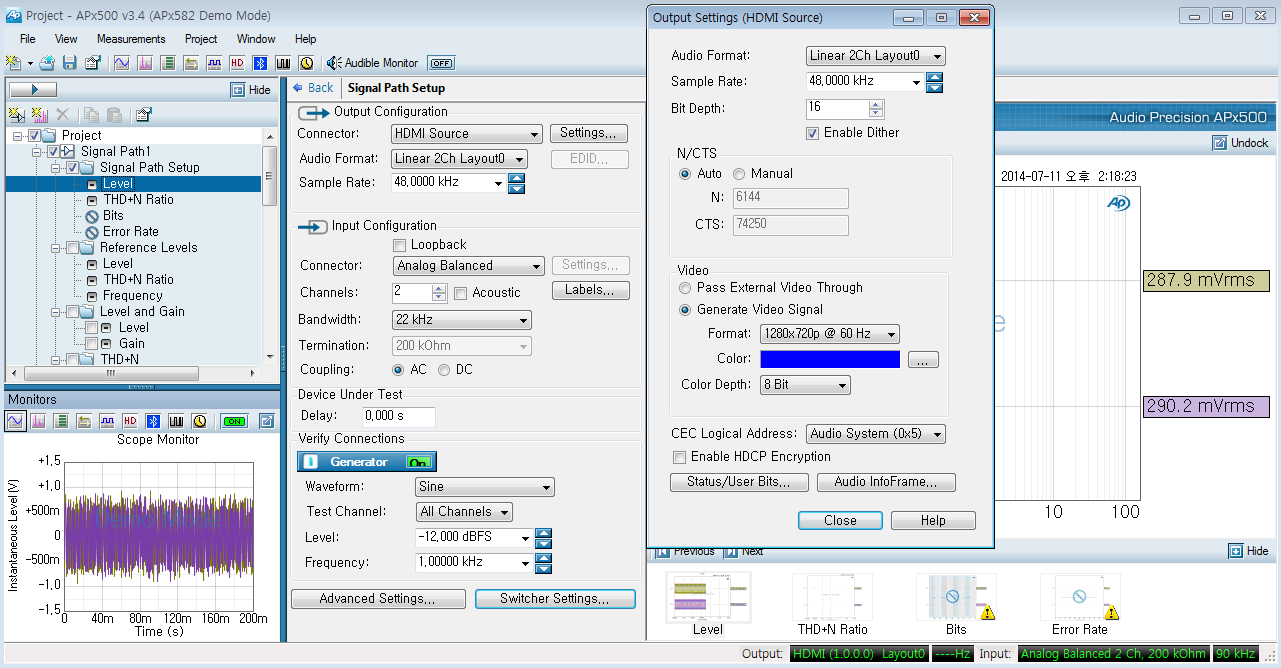 Project - APx500 v3.4 (APx582 Demo Mode)
File View Measurements Project Window Help
HD Audible Monitor OFF
Hide
Project
Signal Path1
Signal Path Setup
Level
THD+N Ratio
Bits
Error Rate
Reference Levels
Level
THD+N Ratio
Frequency
Level and Gain
Level
Gain
THD+N
Monitors
HD ON
Scope Monitor
Instantaneous Level (V)
+1.5
+1.0
+500m
0
-500m
-1.0
-1.5
Demo Mode
0 40m 80m 120m 160m 200m
Time (s)
Back Signal Path Setup
Output Configuration
Connector: HDMI Source Settings...
Audio Format: Linear 2Ch Layout0 EDID...
Sample Rate: 48,0000 kHz
Input Configuration
Loopback
Connector: Analog Balanced Settings...
Channels: 2 Acoustic Labels...
Bandwidth: 22 kHz
Termination: 200 kOhm
Coupling: AC DC
Device Under Test
Delay: 0,000 s
Verify Connections
Generator On
Waveform: Sine
Test Channel: All Channels
Level: -12,000 dBFS
Frequency: 1,00000 kHz
Advanced Settings... Switcher Settings...
Output Settings (HDMI Source)
Audio Format: Linear 2Ch Layout0
Sample Rate: 48,0000 kHz
Bit Depth: 16
Enable Dither
N/CTS
Auto Manual
N: 6144
CTS: 74250
Video
Pass External Video Through
Generate Video Signal
Format: 1280x720p @ 60 Hz
Color: ...
Color Depth: 8 Bit
CEC Logical Address: Audio System (0x5)
Enable HDCP Encryption
Status/User Bits... Audio InfoFrame...
Close Help
Audio Precision APx500
Undock
2014-07-11 오후 2:18:23
Ap
287.9 mVrms
290.2 mVrms
10 100
Previous Next Hide
Level THD+N Ratio Bits Error Rate
Output: HDMI (1.0.0.0) Layout0 ----Hz Input: Analog Balanced 2 Ch, 200 kOhm 90 kHz